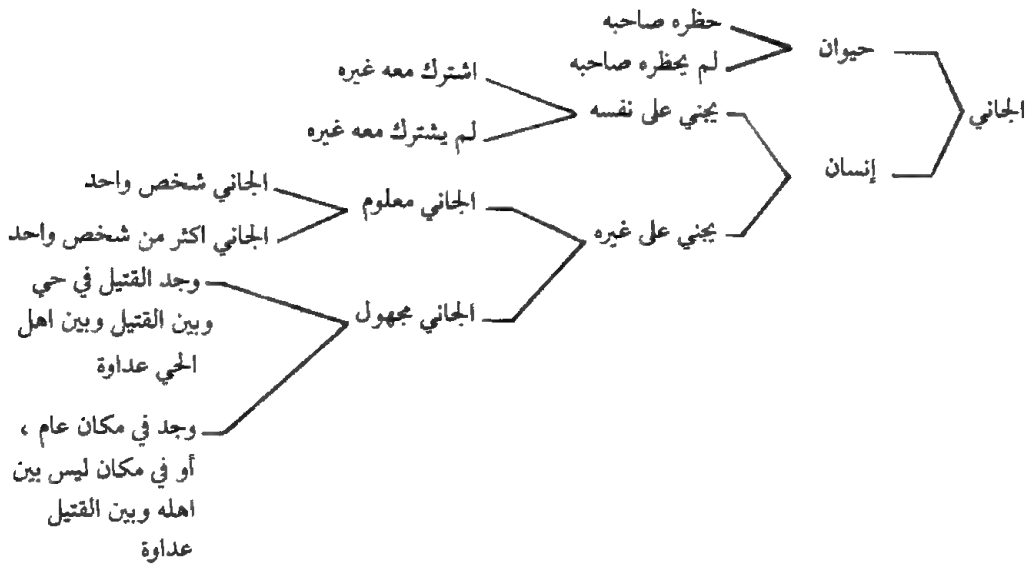 الجاني
حيوان
حظره صاحبه
لم يحظره صاحبه
إنسان
يجني على نفسه
اشترك معه غيره
لم يشترك معه غيره
يجني على غيره
الجاني معلوم
الجاني شخص واحد
الجاني اكثر من شخص واحد
الجاني مجهول
وجد القتيل في حي
وبين القتيل وبين اهل
الحي عداوة
وجد في مكان عام ،
أو في مكان ليس بين
اهله وبين القتيل
عداوة